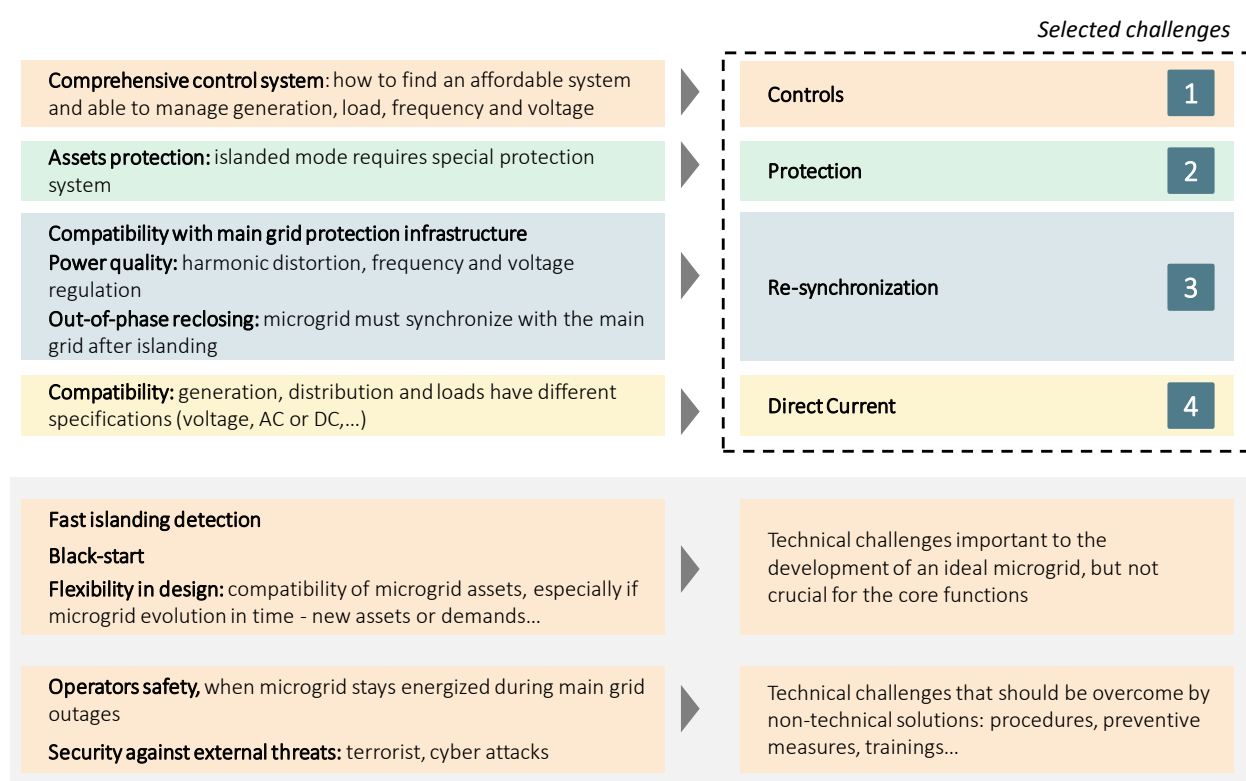 Selected challenges
Comprehensive control system: how to find an affordable system
and able to manage generation, load, frequency and voltage
Controls
1
Assets protection: islanded mode requires special protection
system
Protection
2
Compatibility with main grid protection infrastructure
Power quality: harmonic distortion, frequency and voltage
regulation
Out-of-phase reclosing: microgrid must synchronize with the main
grid after islanding
Re-synchronization
3
Compatibility: generation, distribution and loads have different
specifications (voltage, AC or DC,...)
Direct Current
4
Fast islanding detection
Black-start
Flexibility in design: compatibility of microgrid assets, especially if
microgrid evolution in time - new assets or demands...
Technical challenges important to the
development of an ideal microgrid, but not
crucial for the core functions
Operators safety, when microgrid stays energized during main grid
outages
Security against external threats: terrorist, cyber attacks
Technical challenges that should be overcome by
non-technical solutions: procedures, preventive
measures, trainings...